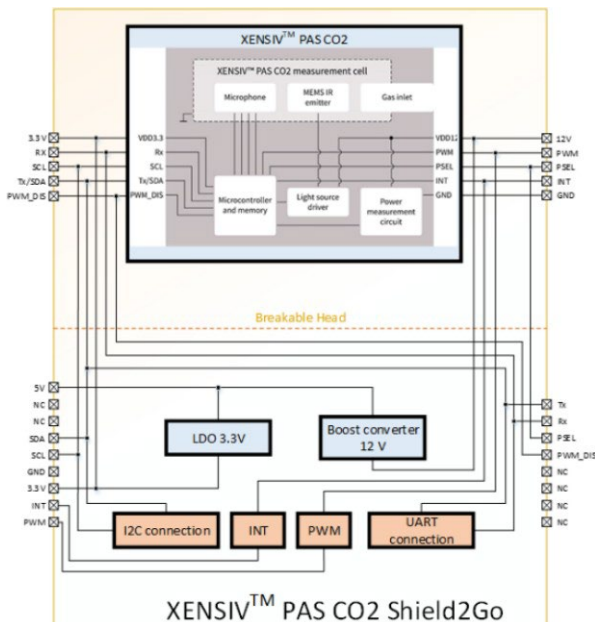 XENSIV™ PAS CO2
XENSIV™ PAS CO2 measurement cell
Microphone
MEMS IR
emitter
Gas inlet
3.3V
RX
SCL
Tx/SDA
PWM_DIS
VDD3.3
Rx
SCL
Tx/SDA
PWM_DIS
Microcontroller
and memory
Light source
driver
Power
measurement
circuit
VDD12
PWM
PSEL
INT
GND
12V
PWM
PSEL
INT
GND
Breakable Head
5V
NC
NC
SDA
SCL
GND
3.3V
INT
PWM
LDO 3.3V
Boost converter
12 V
I2C connection
INT
PWM
UART
connection
Tx
Rx
PSEL
PWM_DIS
NC
NC
NC
NC
XENSIV™ PAS CO2 Shield2Go